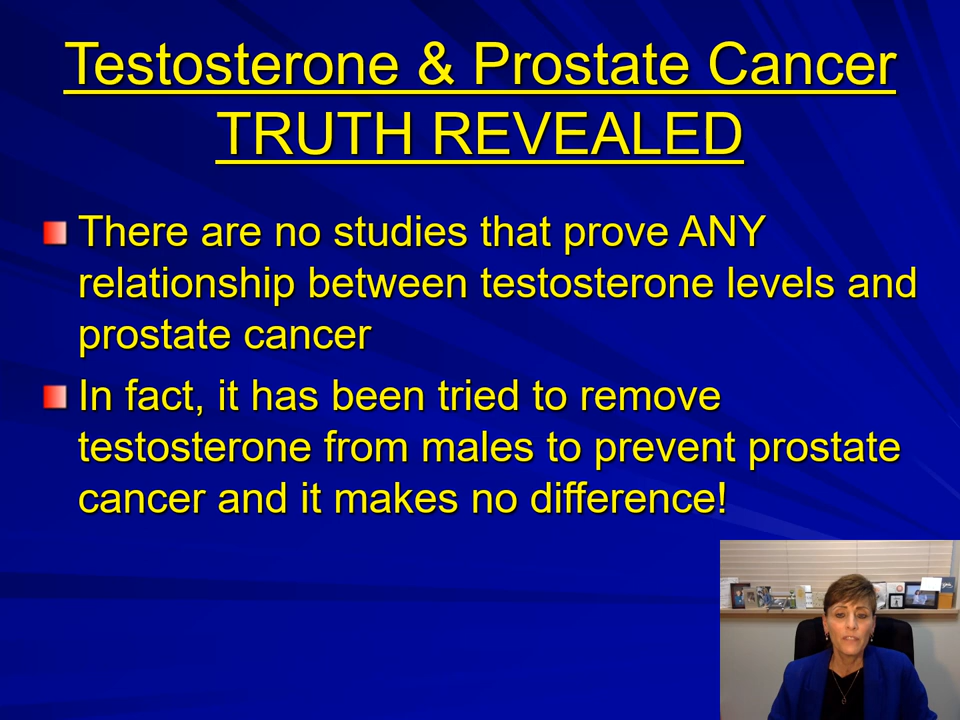 Testosterone & Prostate Cancer
TRUTH REVEALED
There are no studies that prove ANY
relationship between testosterone levels and
prostate cancer
In fact, it has been tried to remove
testosterone from males to prevent prostate
cancer and it makes no difference!